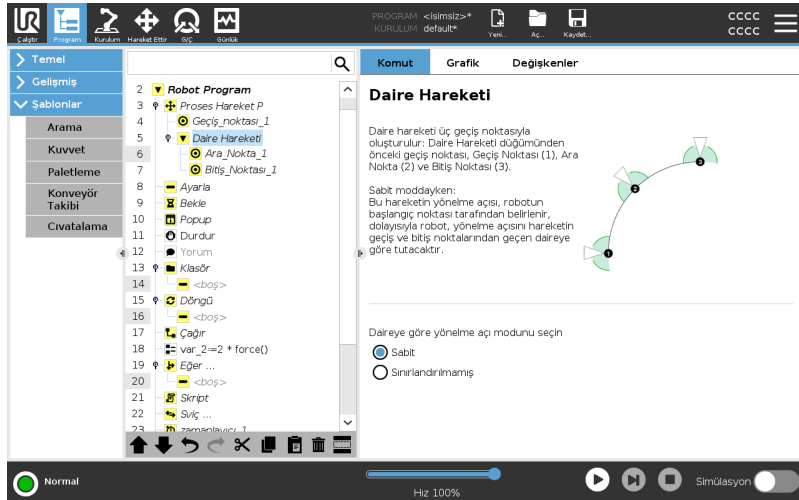 PROGRAM <isimsiz>*
KURULUM default*
Çalıştır Program Kurulum Hareket Ettir G/Ç Günlük
Yeni... Aç... Kaydet...
cccc
cccc
Temel
Gelişmiş
Şablonlar
Arama
Kuvvet
Paletleme
Konveyör
Takibi
Cıvatalama
2 Robot Program
3 Proses Hareket P
4 Geçiş_noktası_1
5 Daire Hareketi
6 Ara_Nokta_1
7 Bitiş_Noktası_1
8 Ayarla
9 Bekle
10 Popup
11 Durdur
12 Yorum
13 Klasör
14 <boş>
15 Döngü
16 <boş>
17 Çağır
18 var_2:=2 * force()
19 Eğer ...
20 <boş>
21 Skript
22 Sviç ...
23 zamanlayıcı_1
Komut Grafik Değişkenler
Daire Hareketi
Daire hareketi üç geçiş noktasıyla
oluşturulur: Daire Hareketi düğümünden
önceki geçiş noktası, Geçiş Noktası (1), Ara
Nokta (2) ve Bitiş Noktası (3).
Sabit moddayken:
Bu hareketin yönelme açısı, robotun
başlangıç noktası tarafından belirlenir,
dolayısıyla robot, yönelme açısını hareketin
geçiş ve bitiş noktalarından geçen daireye
göre tutacaktır.
1
2
3
Daireye göre yönelme açı modunu seçin
Sabit
Sınırlandırılmamış
Normal
Hız 100%
Simülasyon